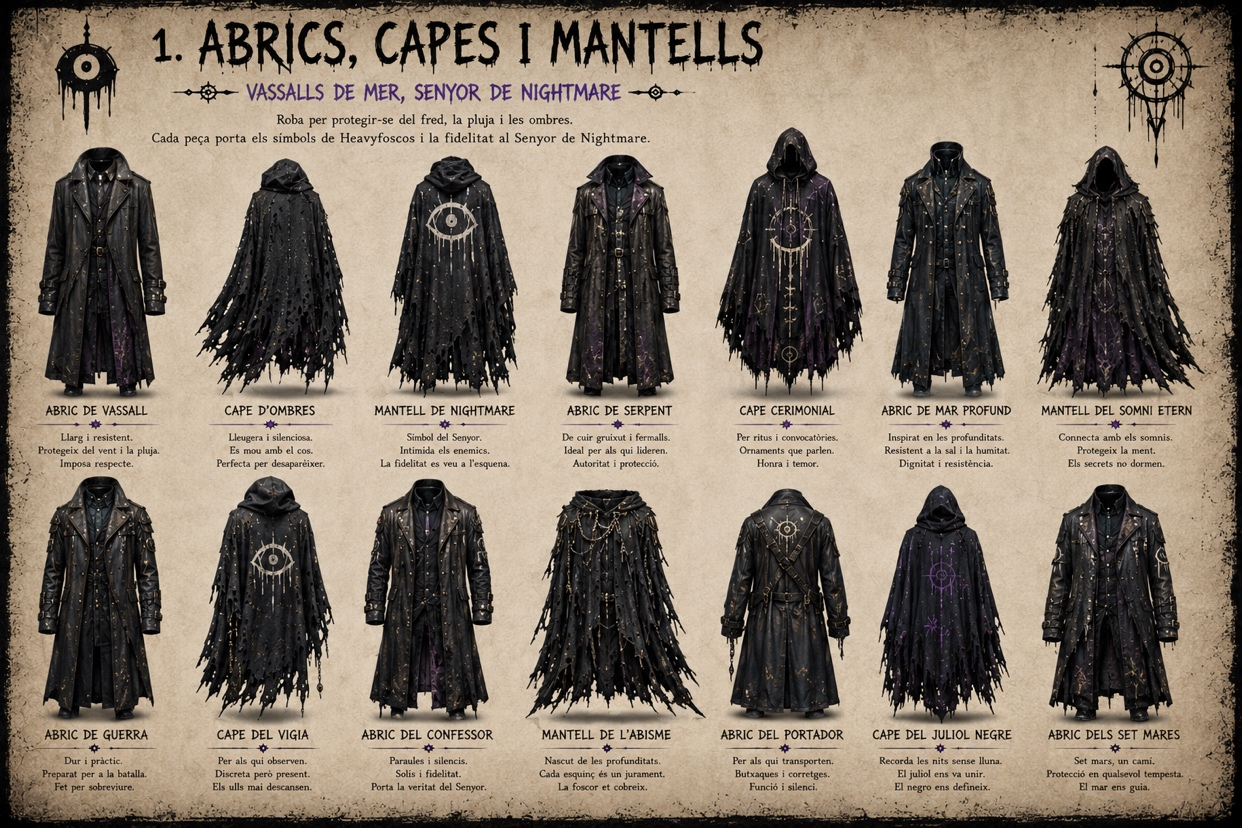 1. ABRICS, CAPES I MANTELLS
VASSALLS DE MER, SENYOR DE NIGHTMARE
Roba per protegir-se del fred, la pluja i les ombres.
Cada peça porta els símbols de Heavyfoscos i la fidelitat al Senyor de Nightmare.
ABRIC DE VASSALL
Llarg i resistent.
Protegeix del vent i la pluja.
Imposa respecte.
CAPE D'OMBRES
Lleugera i silenciosa.
Es mou amb el cos.
Perfecta per desaparèixer.
MANTELL DE NIGHTMARE
Símbol del Senyor.
Intimida els enemics.
La fidelitat es veu a l'esquena.
ABRIC DE SERPENT
De cuir gruixut i fermalls.
Ideal per als qui lideren.
Autoritat i protecció.
CAPE CERIMONIAL
Per ritus i convocatòries.
Ornaments que parlen.
Honra i temor.
ABRIC DE MAR PROFUND
Inspirat en les profunditats.
Resistent a la sal i la humitat.
Dignitat i resistència.
MANTELL DEL SOMNI ETERN
Connecta amb els somnis.
Protegeix la ment.
Els secrets no dormen.
ABRIC DE GUERRA
Dur i pràctic.
Preparat per a la batalla.
Fet per sobreviure.
CAPE DEL VIGIA
Per als qui observen.
Discreta però present.
Els ulls mai descansen.
ABRIC DEL CONFESSOR
Paraules i silencis.
Solis i fidelitat.
Porta la veritat del Senyor.
MANTELL DE L'ABISME
Nascut de les profunditats.
Cada esquinç és un jurament.
La foscor et cobreix.
ABRIC DEL PORTADOR
Per als qui transporten.
Butxaques i corretges.
Funció i silenci.
CAPE DEL JULIOL NEGRE
Recorda les nits sense lluna.
El juliol ens va unir.
El negro ens defineix.
ABRIC DELS SET MARES
Set mars, un camí.
Protecció en qualsevol tempesta.
El mar ens guia.